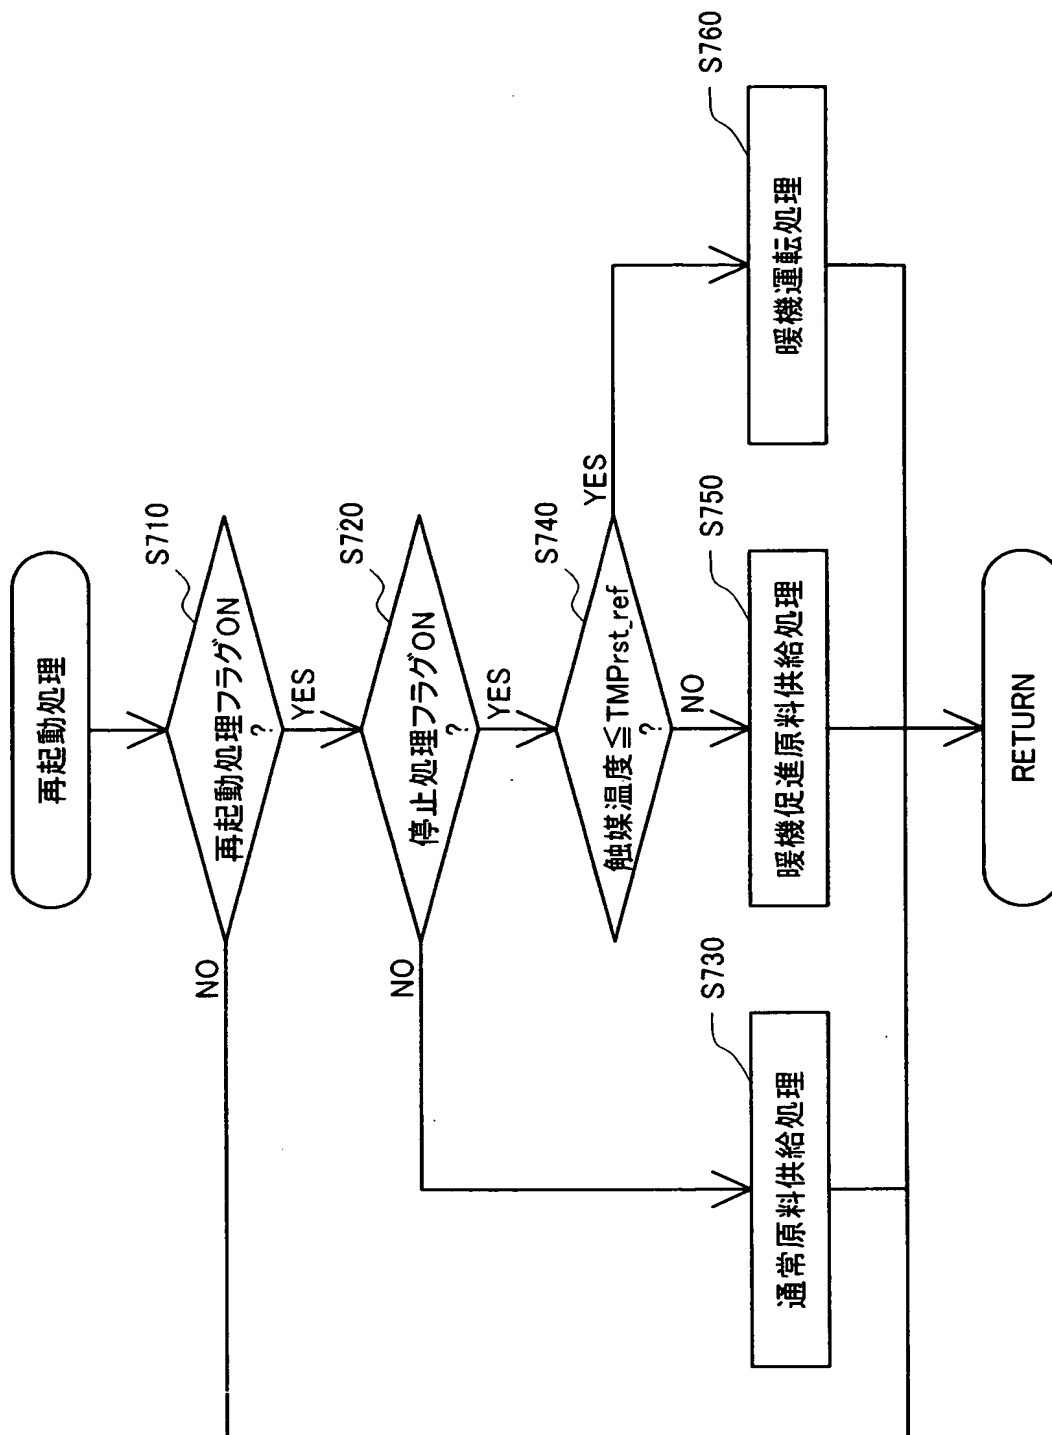 再起動処理
S710
再起動処理フラグON
?
NO
YES
S720
停止処理フラグON
?
NO
YES
S740
触媒温度≦TMPrst_ref
?
YES
NO
S730
通常原料供給処理
S750
暖機促進原料供給処理
S760
暖機運転処理
RETURN